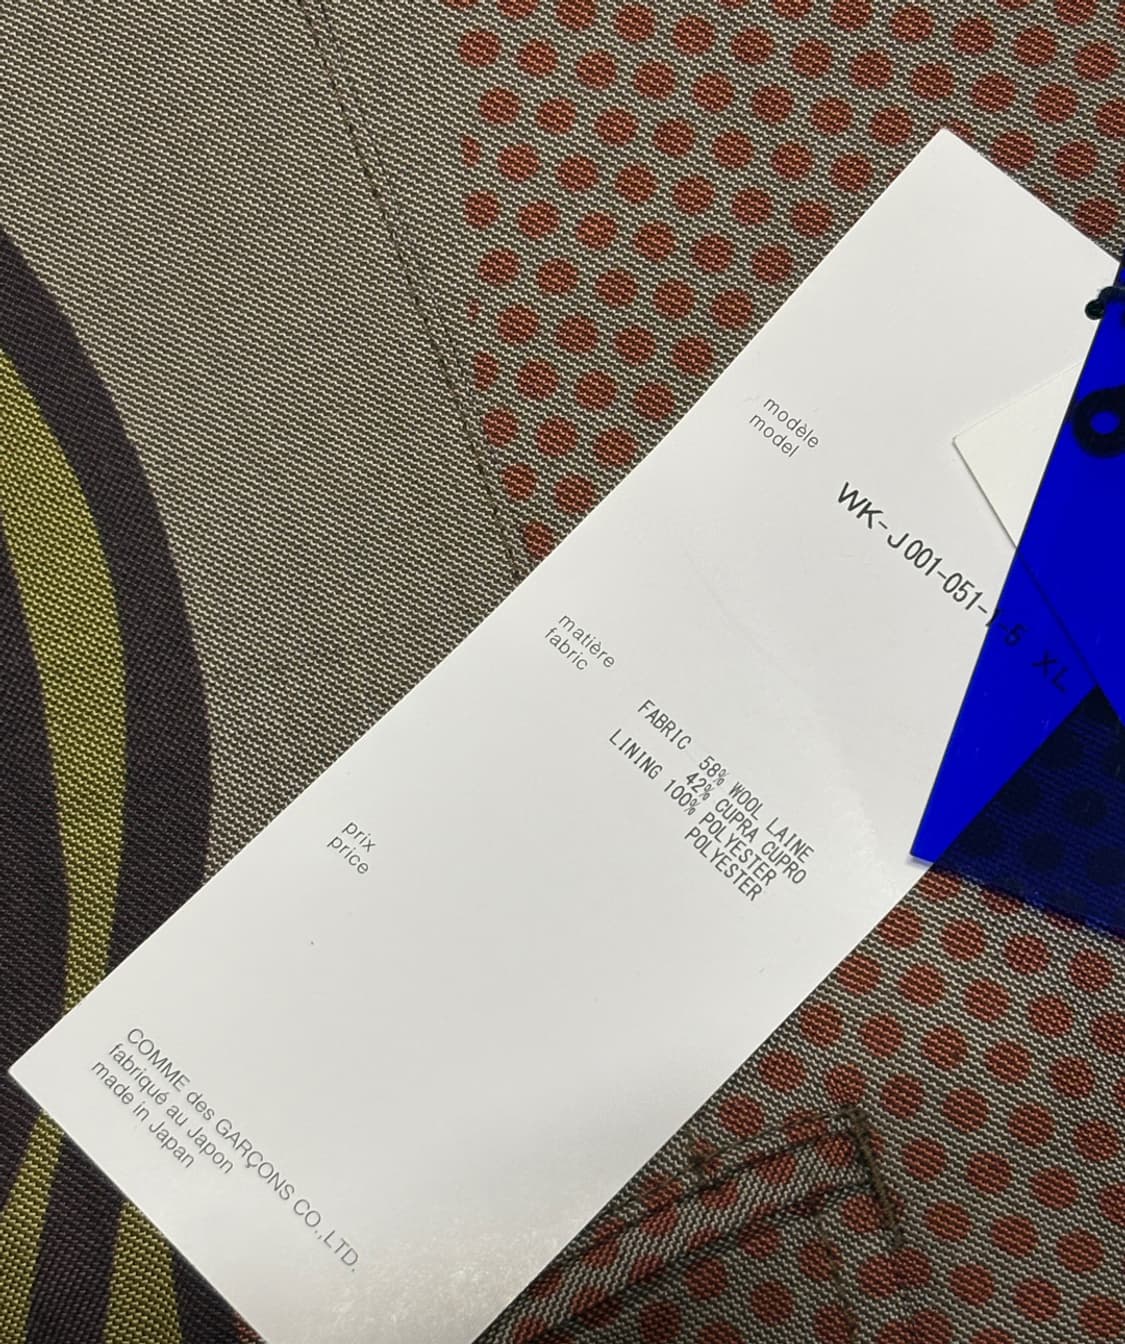 modèle
model
WK-J001-051- -5 XL
matière
fabric
FABRIC 58% WOOL LAINE
42% CUPRA CUPRO
LINING 100% POLYESTER
POLYESTER
prix
price
COMME des GARÇONS CO.,LTD.
fabriqué au Japon
made in Japan